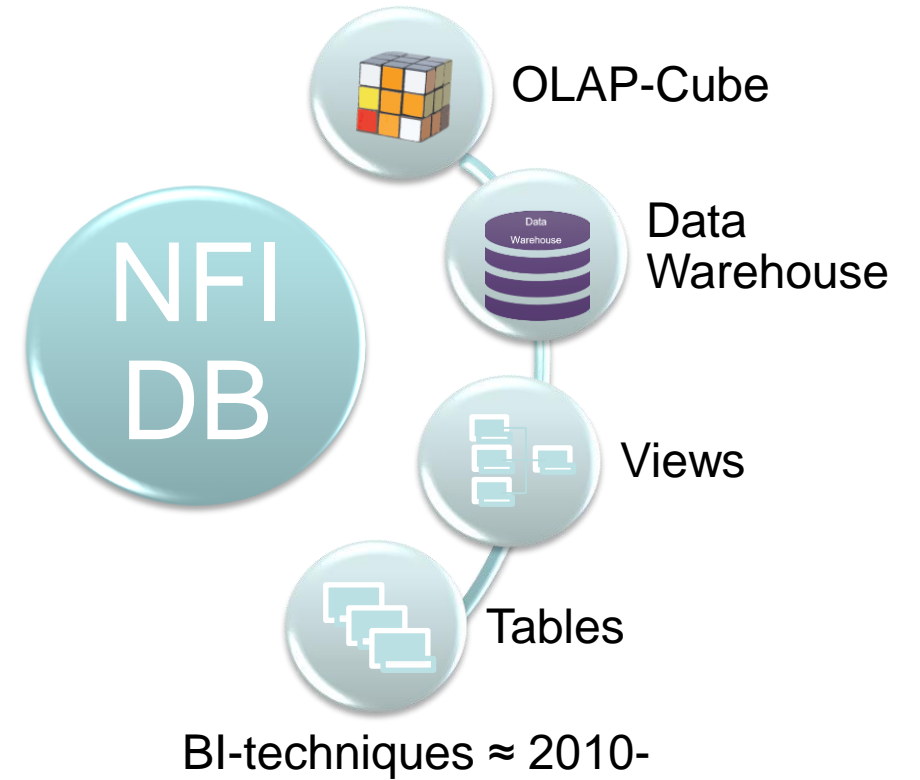 OLAP-Cube
Data
Warehouse
Data
Warehouse
NFI
DB
Views
Tables
BI-techniques ≈ 2010-